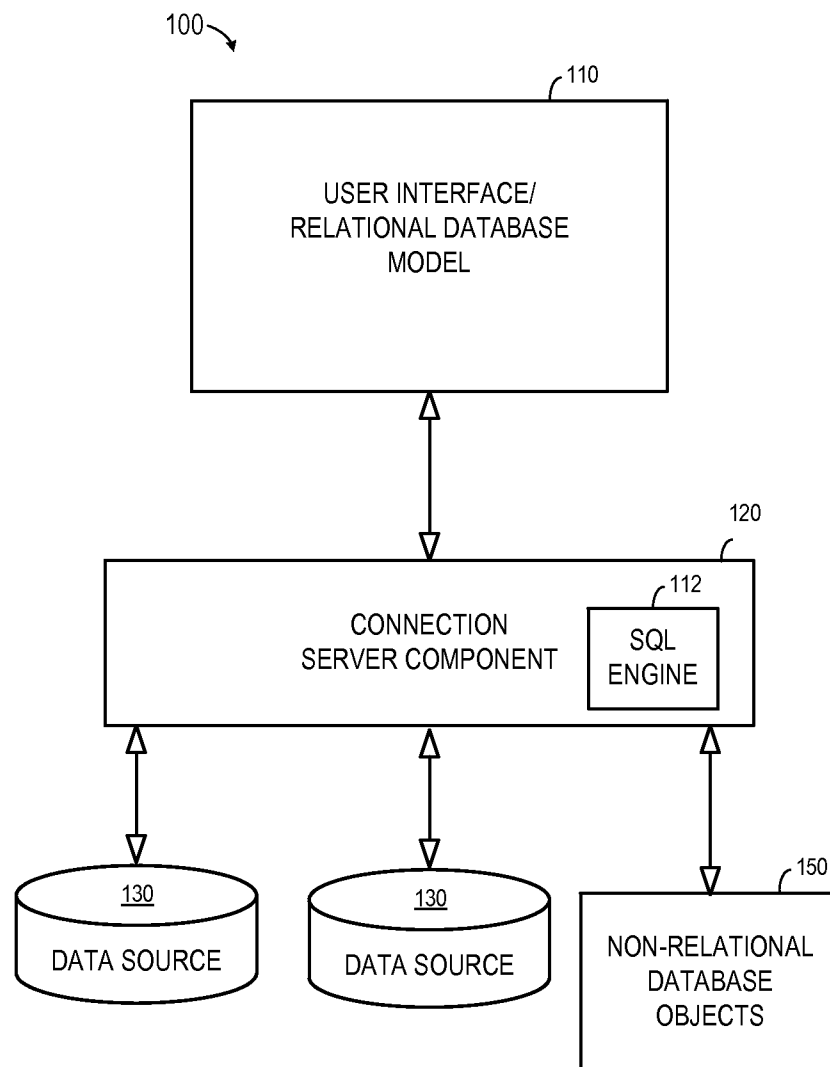 100
110
USER INTERFACE/
RELATIONAL DATABASE
MODEL
120
112
CONNECTION
SERVER COMPONENT
SQL
ENGINE
130
DATA SOURCE
130
DATA SOURCE
150
NON-RELATIONAL
DATABASE
OBJECTS